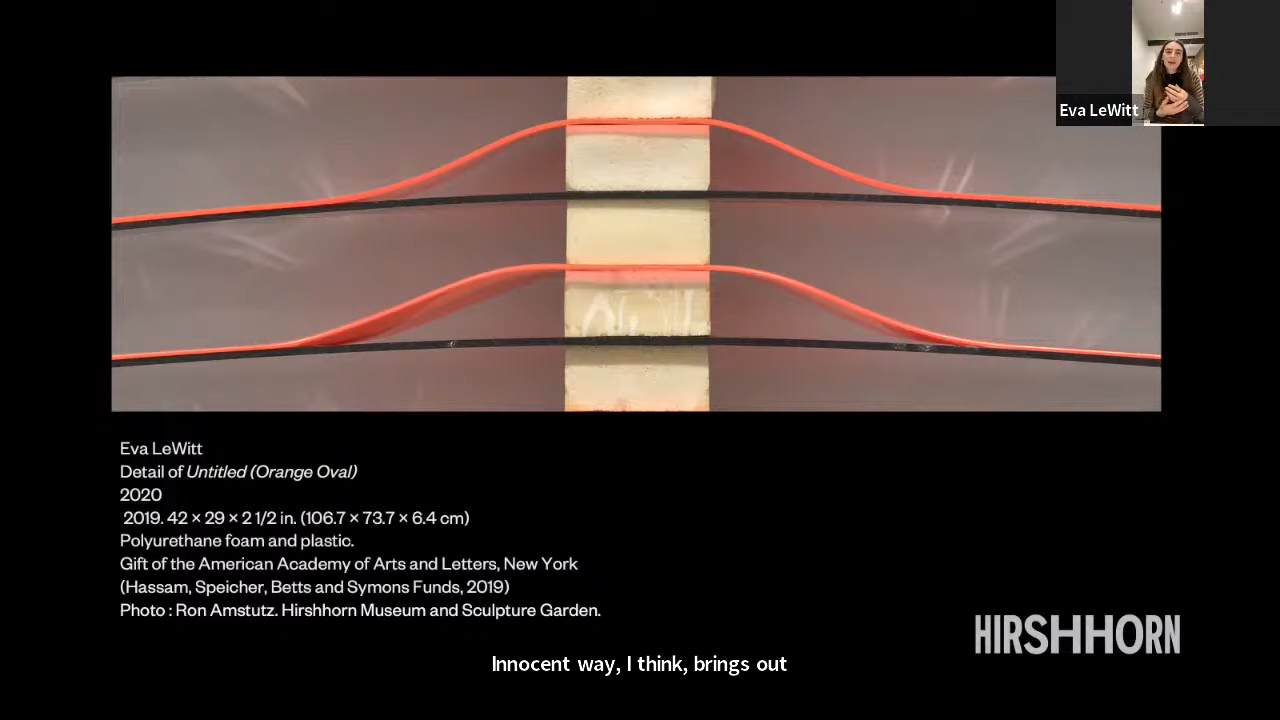 Eva LeWitt
Eva LeWitt
Detail of Untitled (Orange Oval)
2020
2019. 42 × 29 × 2 1/2 in. (106.7 × 73.7 × 6.4 cm)
Polyurethane foam and plastic.
Gift of the American Academy of Arts and Letters, New York
(Hassam, Speicher, Betts and Symons Funds, 2019)
Photo : Ron Amstutz. Hirshhorn Museum and Sculpture Garden.
HIRSHHORN
Innocent way, I think, brings out